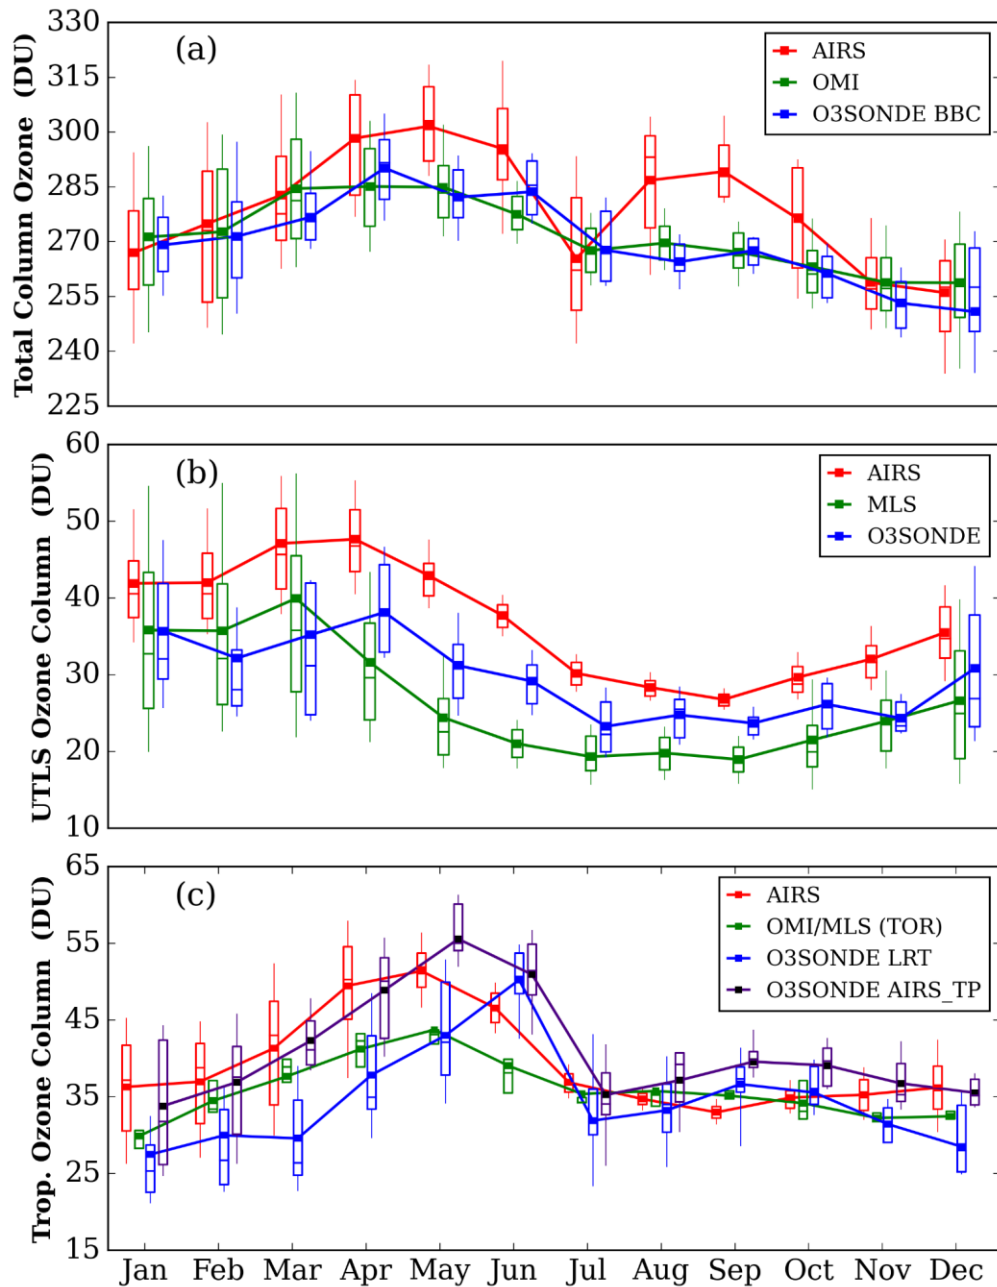 (a)
Total Column Ozone (DU)
330
315
300
285
270
255
240
225
AIRS
OMI
O3SONDE BBC
(b)
UTLS Ozone Column (DU)
60
50
40
30
20
10
AIRS
MLS
O3SONDE
(c)
Trop. Ozone Column (DU)
65
55
45
35
25
15
AIRS
OMI/MLS (TOR)
O3SONDE LRT
O3SONDE AIRS_TP
Jan Feb Mar Apr May Jun Jul Aug Sep Oct Nov Dec